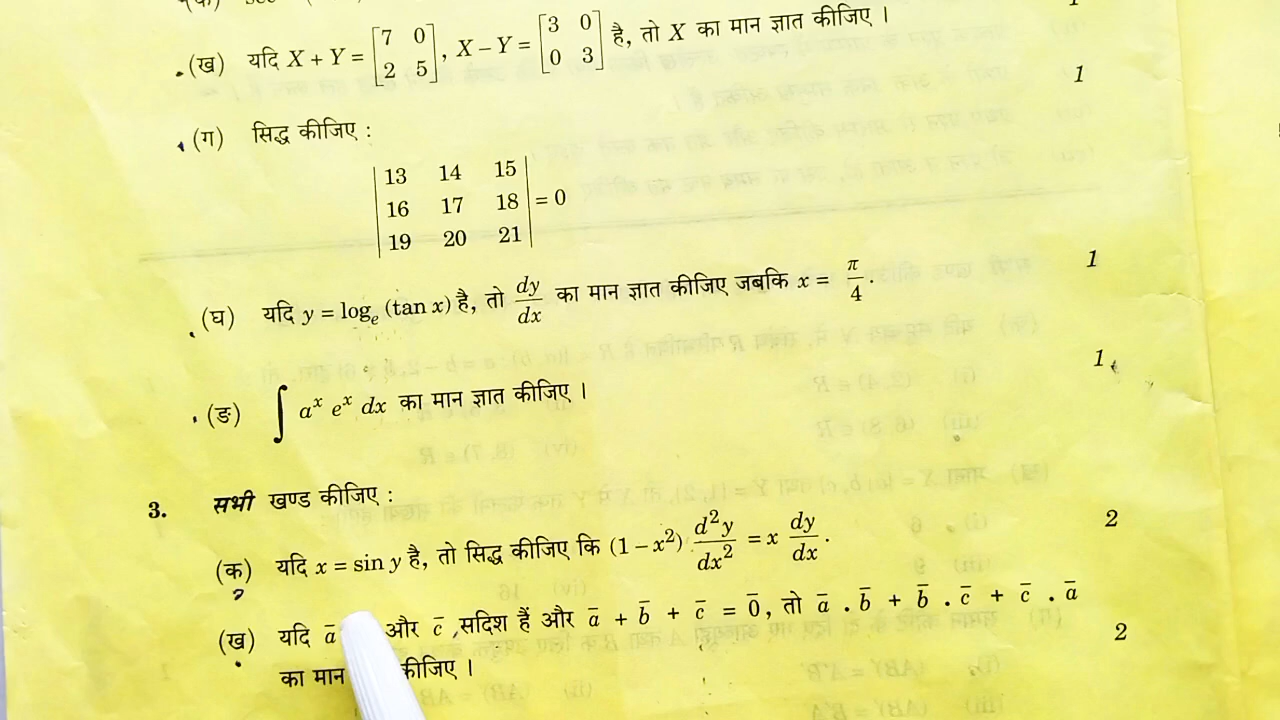 (ख) यदि X + Y = [7 0 2 5], X - Y = [3 0 0 3] है, तो X का मान ज्ञात कीजिए । 1
(ग) सिद्ध कीजिए : 1
13 14 15
16 17 18 = 0
19 20 21
(घ) यदि y = logₑ (tan x) है, तो dy/dx का मान ज्ञात कीजिए जबकि x = π/4. 1
(ङ) ∫ aˣ eˣ dx का मान ज्ञात कीजिए । 1
3. सभी खण्ड कीजिए :
(क) यदि x = sin y है, तो सिद्ध कीजिए कि (1 - x²) d²y/dx² = x dy/dx. 2
(ख) यदि a̅ और c̅ सदिश हैं और a̅ + b̅ + c̅ = 0̅, तो a̅ . b̅ + b̅ . c̅ + c̅ . a̅
का मान कीजिए । 2